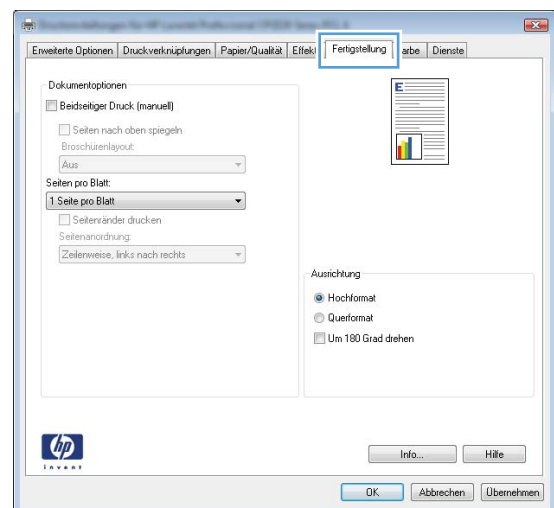 Erweiterte Optionen Druckverknüpfungen Papier/Qualität Effekt Fertigstellung arbe Dienste
Dokumentoptionen
Beidseitiger Druck (manuell)
Seiten nach oben spiegeln
Broschürenlayout:
Aus
Seiten pro Blatt:
1 Seite pro Blatt
Seitenränder drucken
Seitenanordnung:
Zeilenweise, links nach rechts
E
Ausrichtung
Hochformat
Querformat
Um 180 Grad drehen
hp
invent
Info... Hilfe
OK Abbrechen Übernehmen